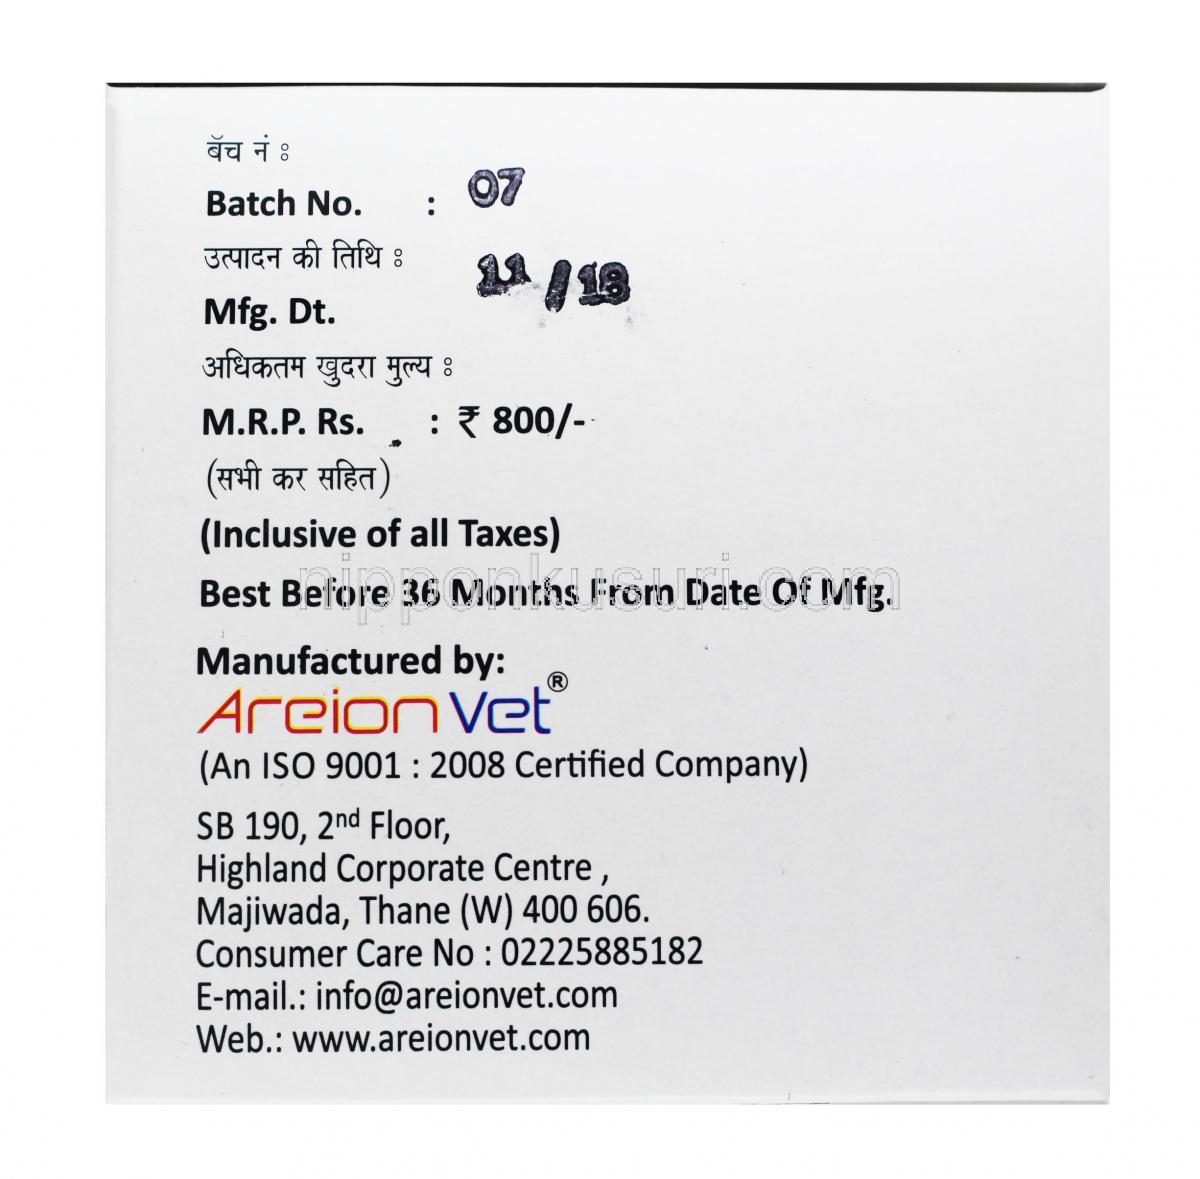 बॅच नं :
Batch No. : 07
उत्पादन की तिथि :
Mfg. Dt. 11/18
अधिकतम खुदरा मुल्य :
M.R.P. Rs. : ₹ 800/-
(सभी कर सहित)
(Inclusive of all Taxes)
nipponkusuri.com
Best Before 36 Months From Date Of Mfg.
Manufactured by:
Areion Vet®
(An ISO 9001 : 2008 Certified Company)
SB 190, 2nd Floor,
Highland Corporate Centre ,
Majiwada, Thane (W) 400 606.
Consumer Care No : 02225885182
E-mail.: info@areionvet.com
Web.: www.areionvet.com